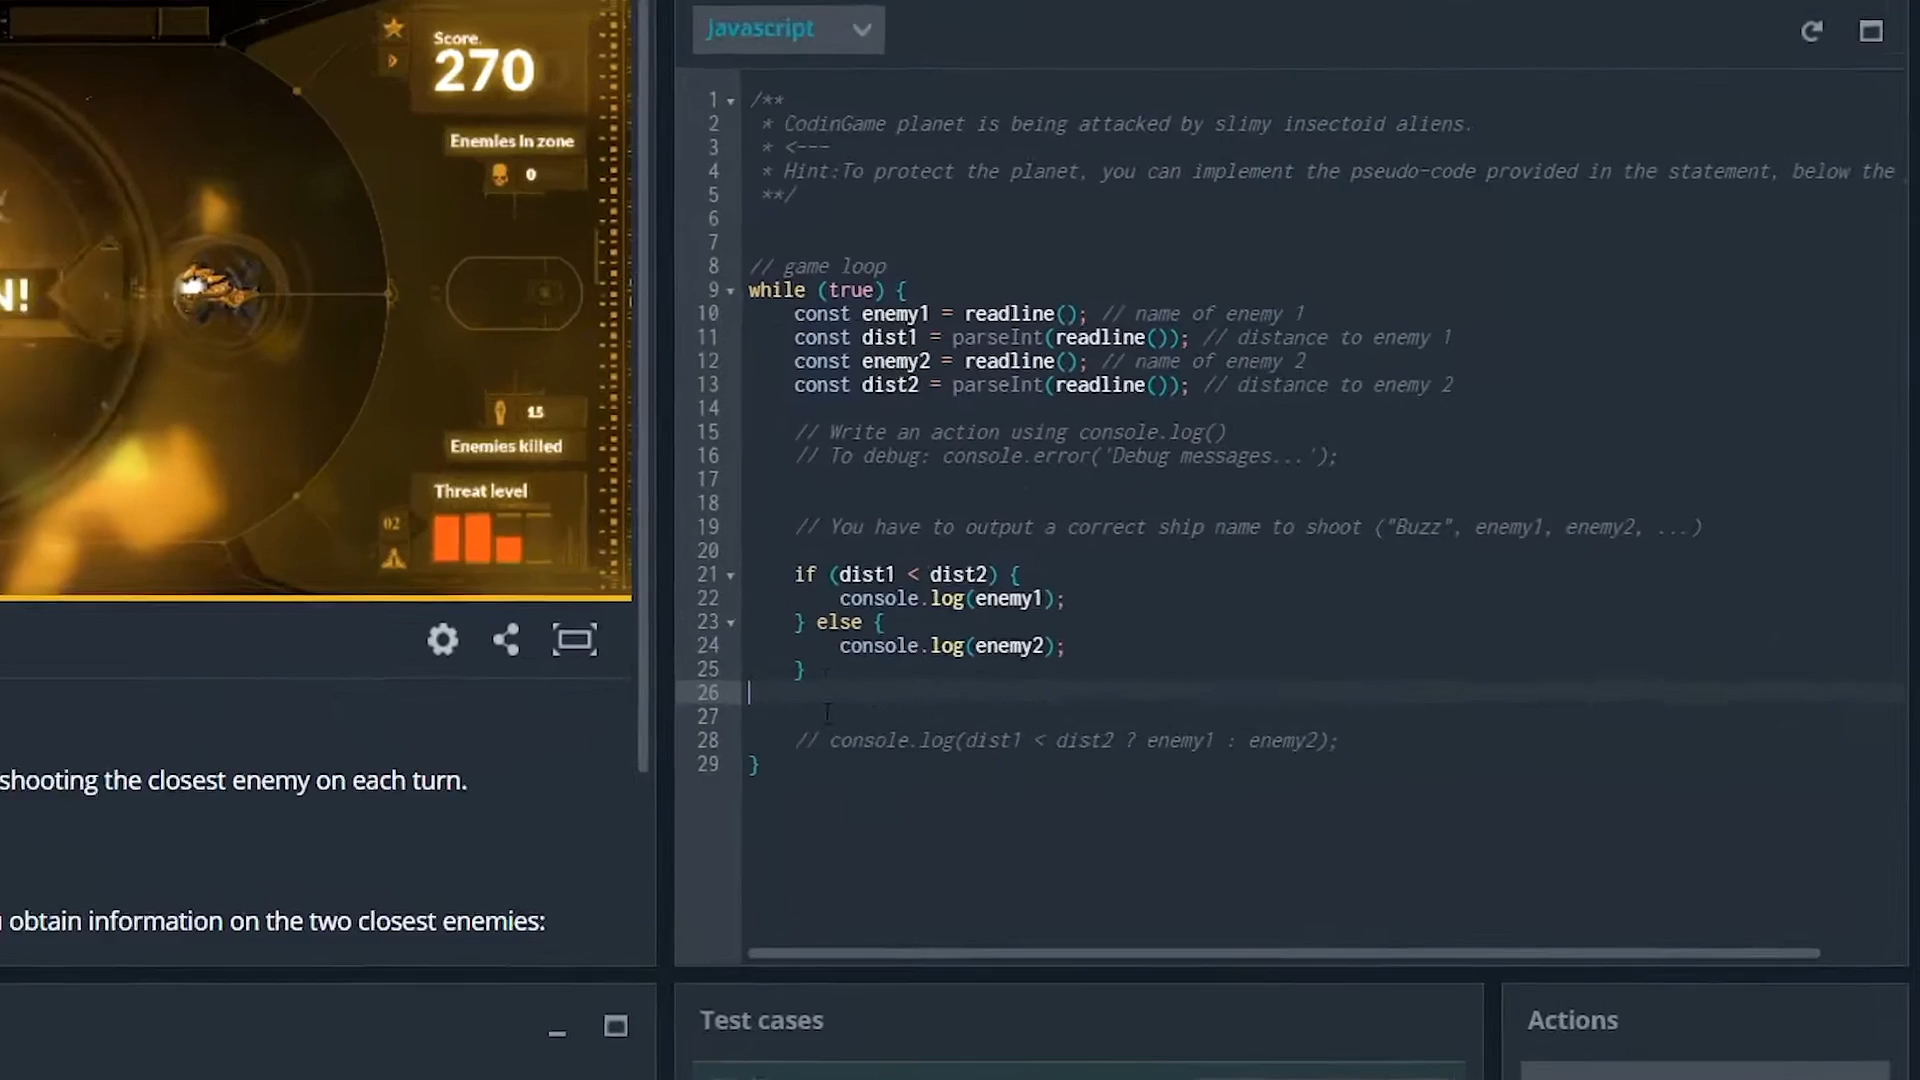 Score
270
Enemies in zone
0
N!
15
Enemies killed
Threat level
02
shooting the closest enemy on each turn.
obtain information on the two closest enemies:
Javascript
1 /**
2 * CodinGame planet is being attacked by slimy insectoid aliens.
3 * <---
4 * Hint:To protect the planet, you can implement the pseudo-code provided in the statement, below the
5 **/
6
7
8 // game loop
9 while (true) {
10 const enemy1 = readline(); // name of enemy 1
11 const dist1 = parseInt(readline()); // distance to enemy 1
12 const enemy2 = readline(); // name of enemy 2
13 const dist2 = parseInt(readline()); // distance to enemy 2
14
15 // Write an action using console.log()
16 // To debug: console.error('Debug messages...');
17
18
19 // You have to output a correct ship name to shoot ("Buzz", enemy1, enemy2, ...)
20
21 if (dist1 < dist2) {
22 console.log(enemy1);
23 } else {
24 console.log(enemy2);
25 }
26
27
28 // console.log(dist1 < dist2 ? enemy1 : enemy2);
29 }
Test cases
Actions